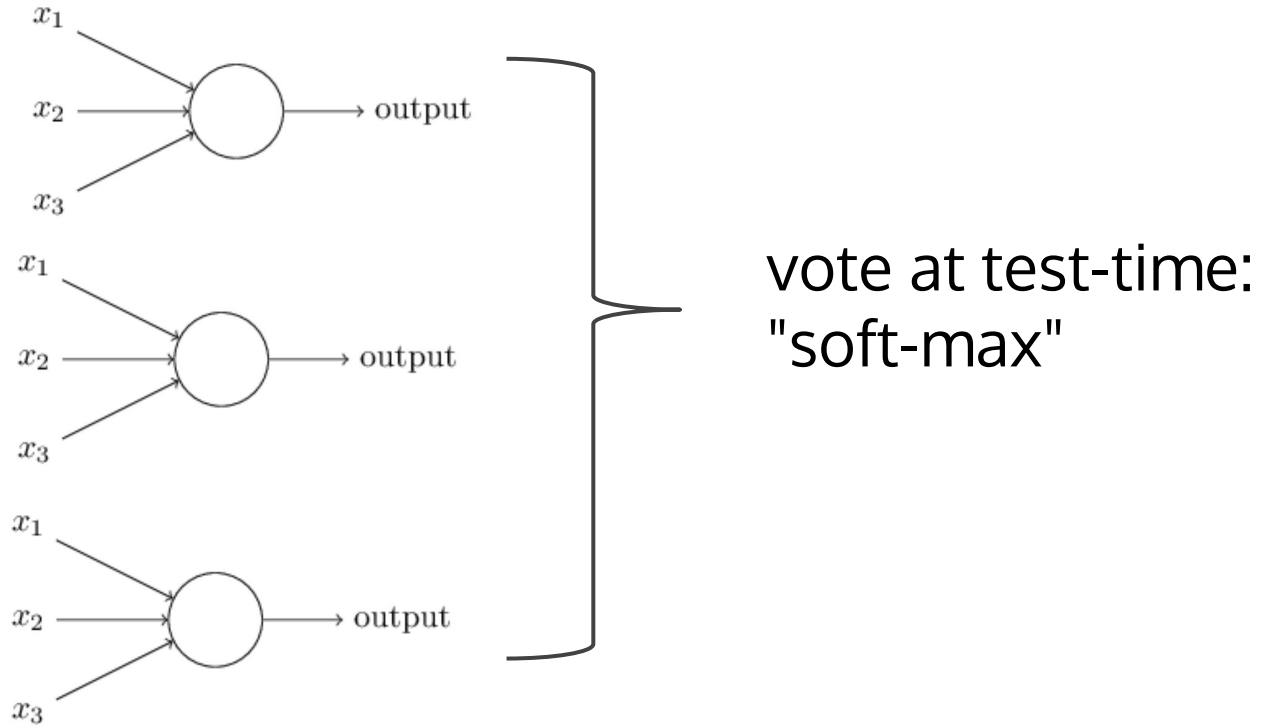 x₁
x₂
output
x₃
x₁
x₂
output
x₃
x₁
x₂
output
x₃
vote at test-time:
"soft-max"